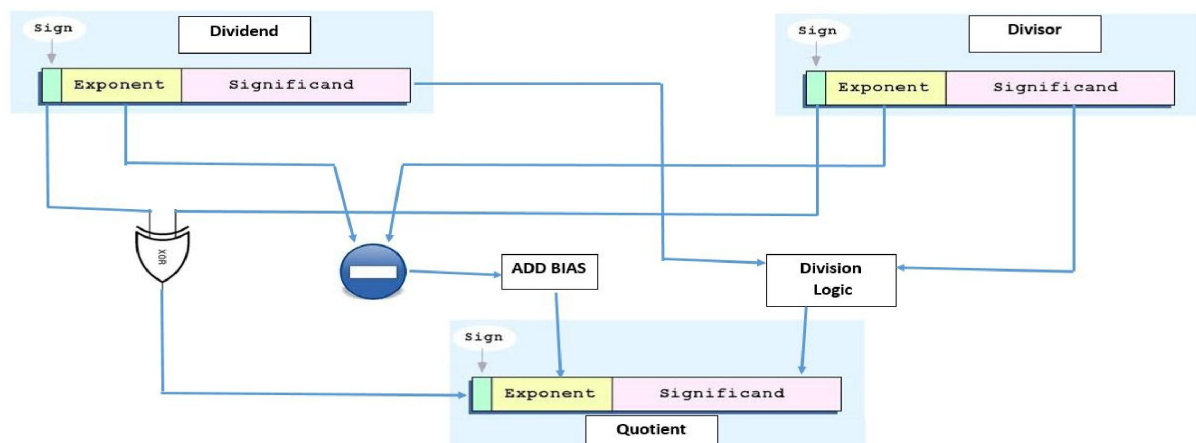 Sign
Dividend
Exponent Significand
Sign
Divisor
Exponent Significand
XOR
ADD BIAS
Division
Logic
Sign
Exponent Significand
Quotient